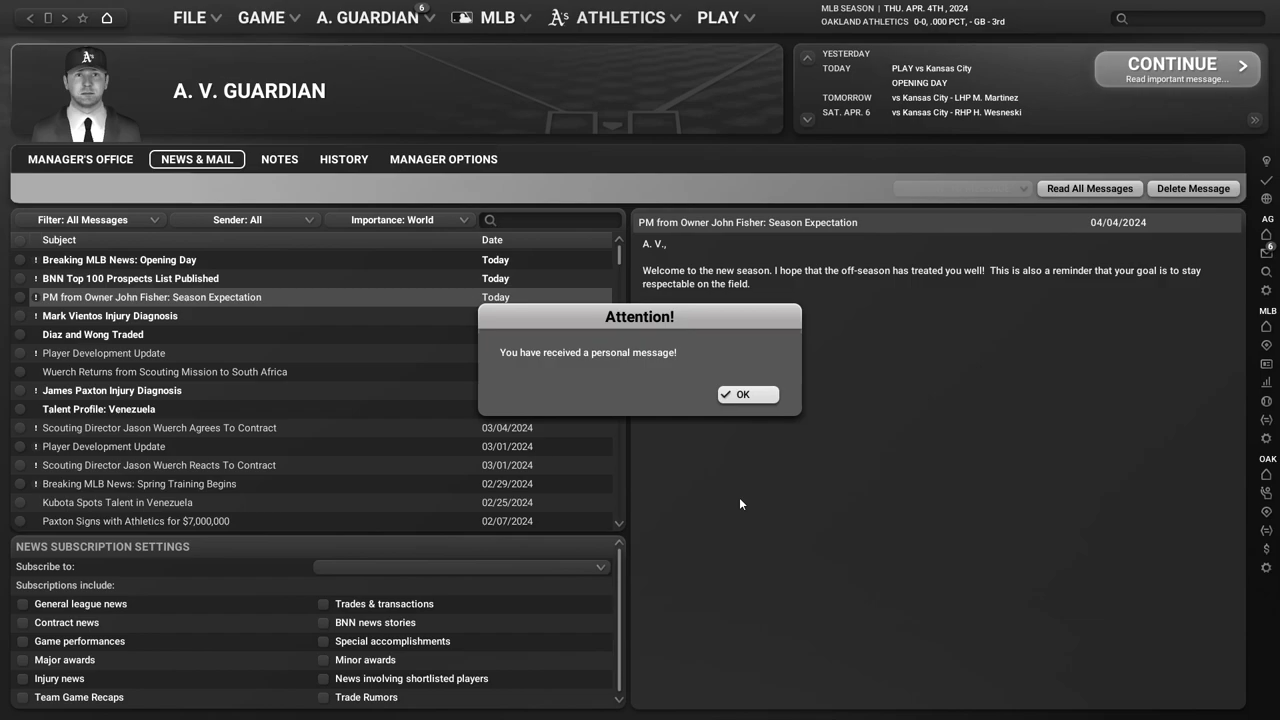 FILE
GAME
A. GUARDIAN
6
MLB
A's ATHLETICS
PLAY
MLB SEASON | THU. APR. 4TH , 2024
OAKLAND ATHLETICS 0-0, .000 PCT, - GB - 3rd
A. V. GUARDIAN
YESTERDAY
TODAY PLAY vs Kansas City
OPENING DAY
TOMORROW vs Kansas City - LHP M. Martinez
SAT. APR. 6 vs Kansas City - RHP H. Wesneski
CONTINUE
Read important message...
MANAGER'S OFFICE
NEWS & MAIL
NOTES
HISTORY
MANAGER OPTIONS
Read All Messages
Delete Message
Filter: All Messages
Sender: All
Importance: World
Subject Date
! Breaking MLB News: Opening Day Today
! BNN Top 100 Prospects List Published Today
! PM from Owner John Fisher: Season Expectation Today
! Mark Vientos Injury Diagnosis
Diaz and Wong Traded
! Player Development Update
Wuerch Returns from Scouting Mission to South Africa
! James Paxton Injury Diagnosis
Talent Profile: Venezuela
! Scouting Director Jason Wuerch Agrees To Contract 03/04/2024
! Player Development Update 03/01/2024
! Scouting Director Jason Wuerch Reacts To Contract 03/01/2024
! Breaking MLB News: Spring Training Begins 02/29/2024
Kubota Spots Talent in Venezuela 02/25/2024
Paxton Signs with Athletics for $7,000,000 02/07/2024
PM from Owner John Fisher: Season Expectation 04/04/2024
A. V.,
Welcome to the new season. I hope that the off-season has treated you well! This is also a reminder that your goal is to stay
respectable on the field.
Attention!
You have received a personal message!
OK
NEWS SUBSCRIPTION SETTINGS
Subscribe to:
Subscriptions include:
General league news
Trades & transactions
Contract news
BNN news stories
Game performances
Special accomplishments
Major awards
Minor awards
Injury news
News involving shortlisted players
Team Game Recaps
Trade Rumors
AG
6
MLB
OAK